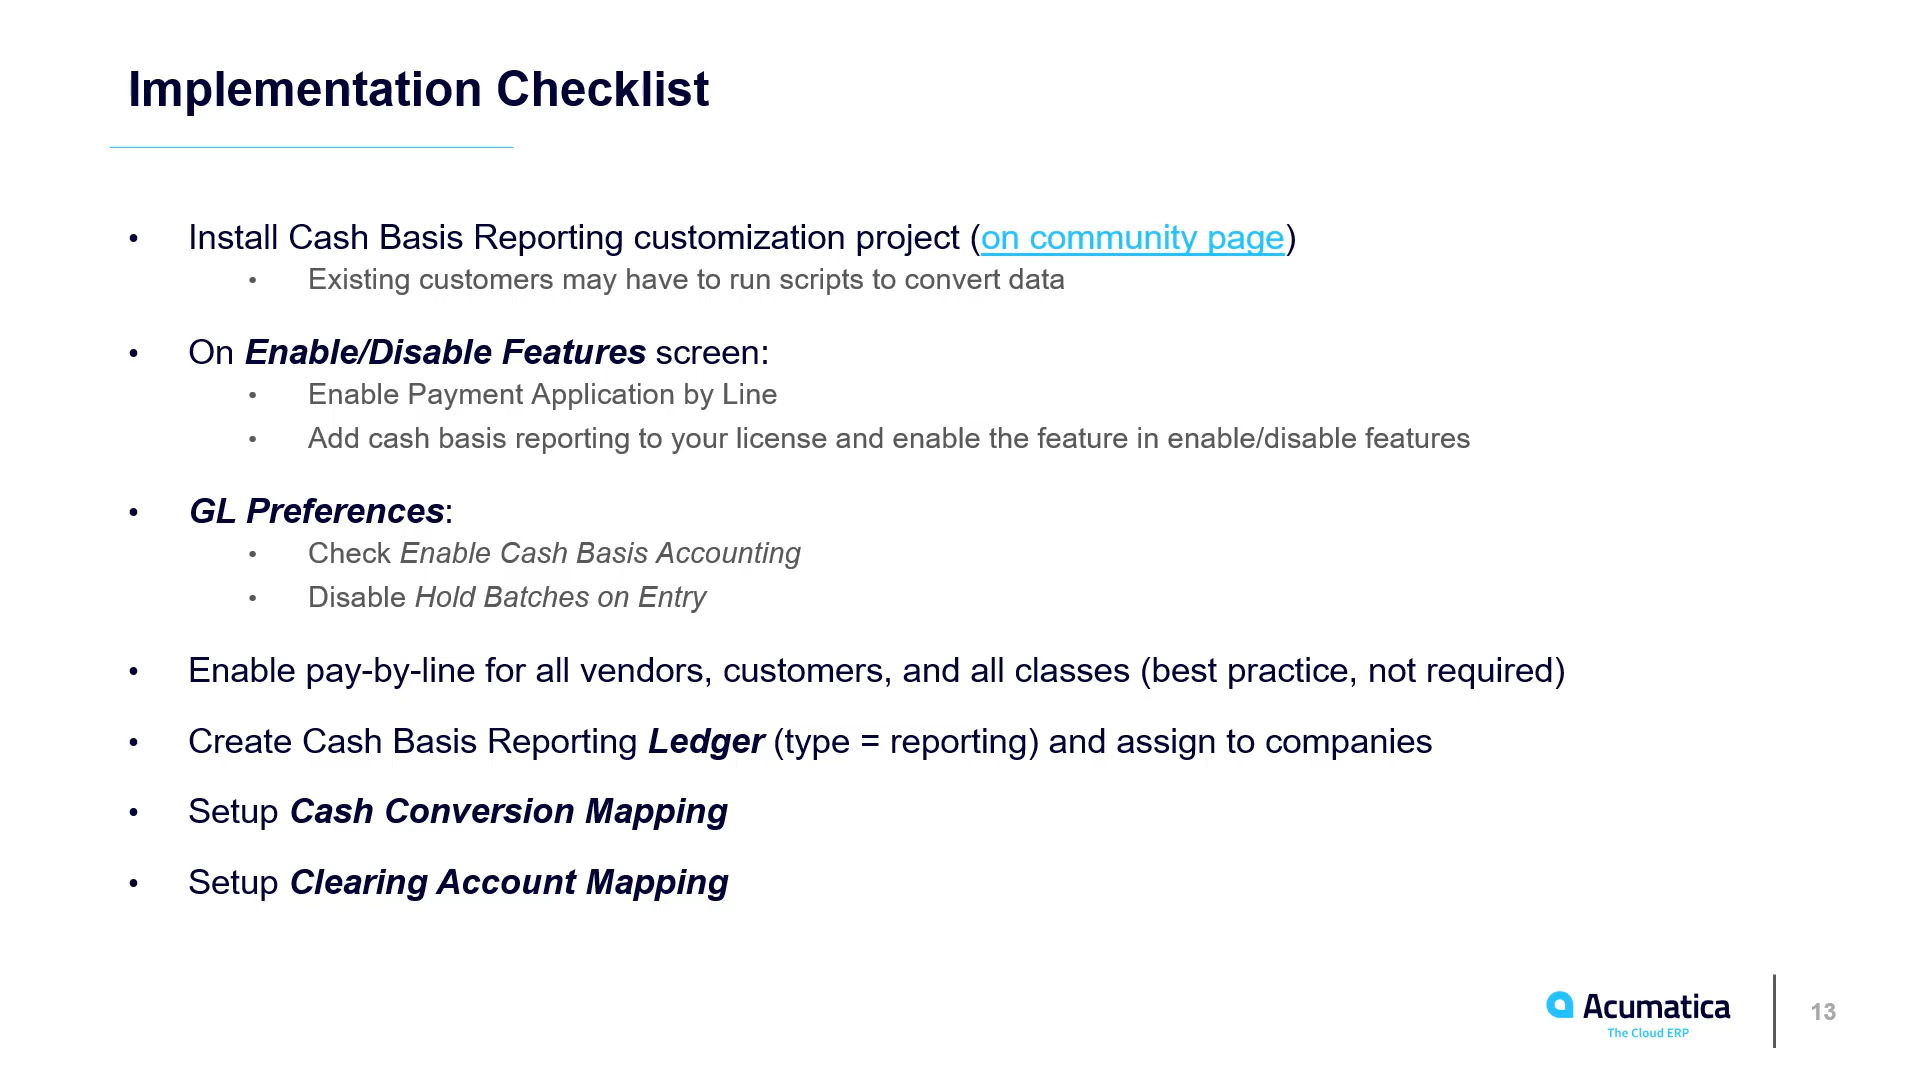 Implementation Checklist
• Install Cash Basis Reporting customization project (on community page)
• Existing customers may have to run scripts to convert data
• On Enable/Disable Features screen:
• Enable Payment Application by Line
• Add cash basis reporting to your license and enable the feature in enable/disable features
• GL Preferences:
• Check Enable Cash Basis Accounting
• Disable Hold Batches on Entry
• Enable pay-by-line for all vendors, customers, and all classes (best practice, not required)
• Create Cash Basis Reporting Ledger (type = reporting) and assign to companies
• Setup Cash Conversion Mapping
• Setup Clearing Account Mapping
Acumatica
The Cloud ERP
13